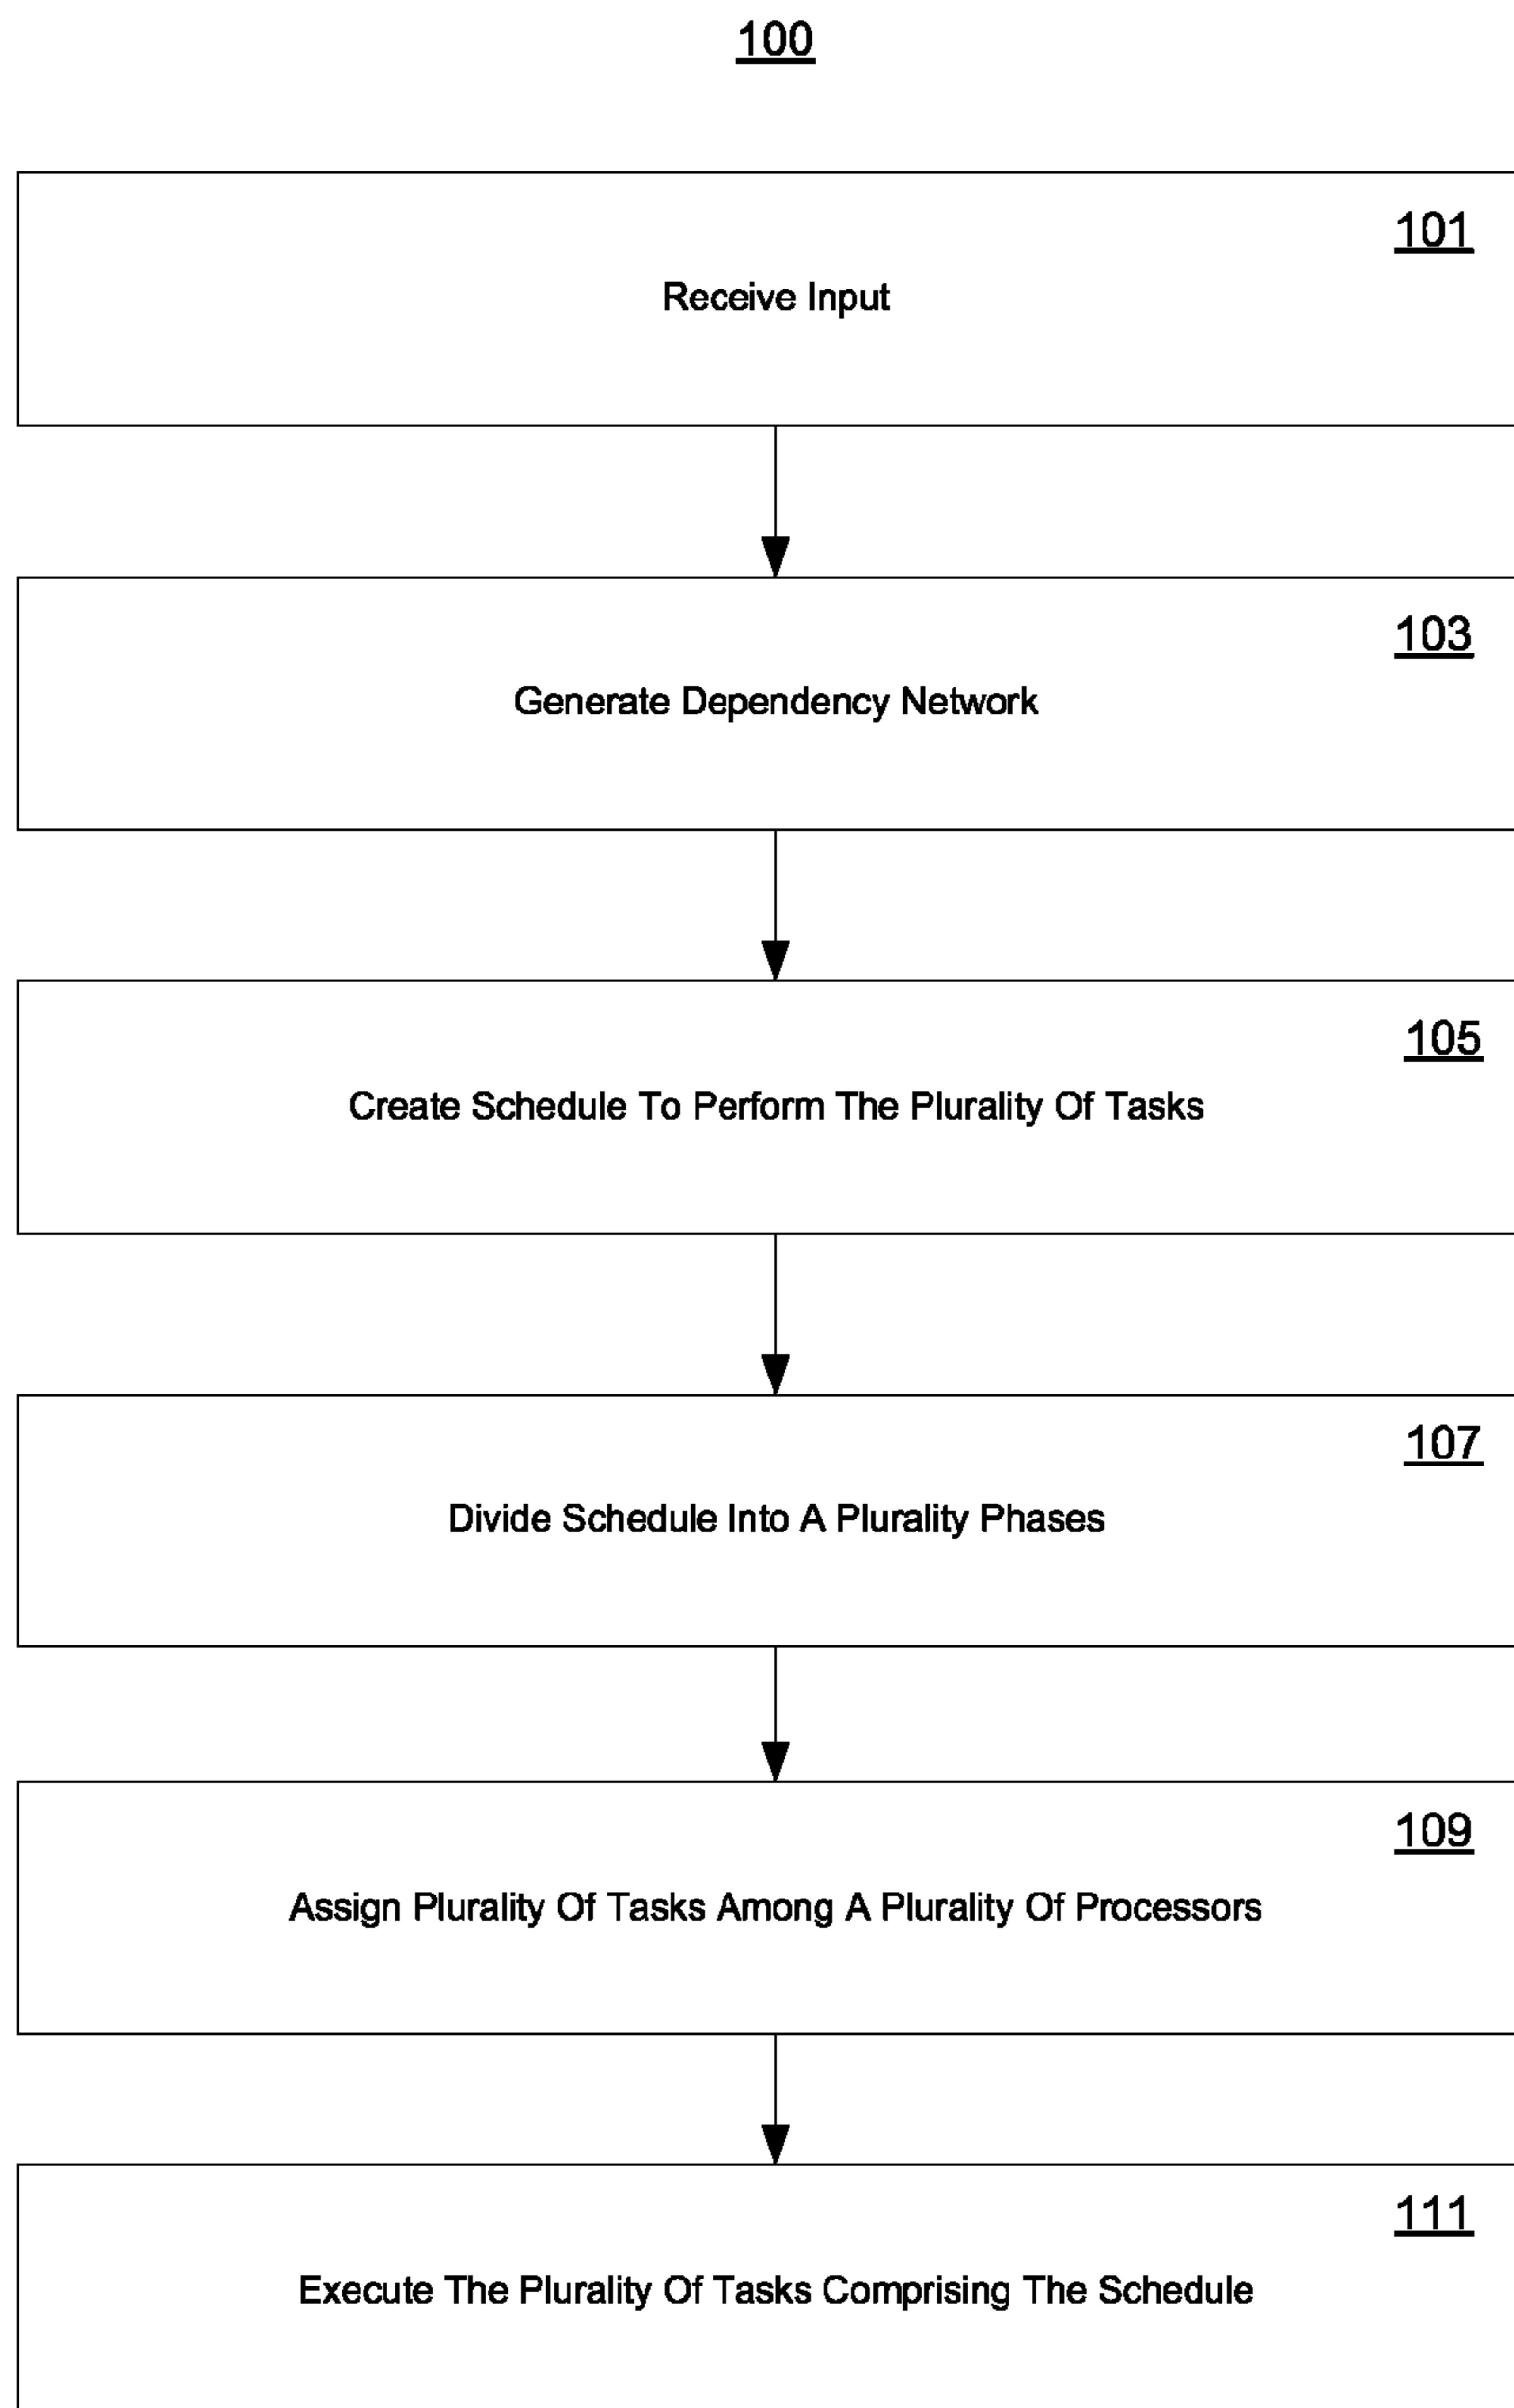 100
101
Receive Input
103
Generate Dependency Network
105
Create Schedule To Perform The Plurality Of Tasks
107
Divide Schedule Into A Plurality Phases
109
Assign Plurality Of Tasks Among A Plurality Of Processors
111
Execute The Plurality Of Tasks Comprising The Schedule